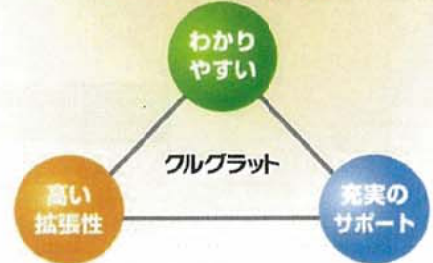 わかり
やすい
クルグラット
高い
拡張性
充実の
サポート